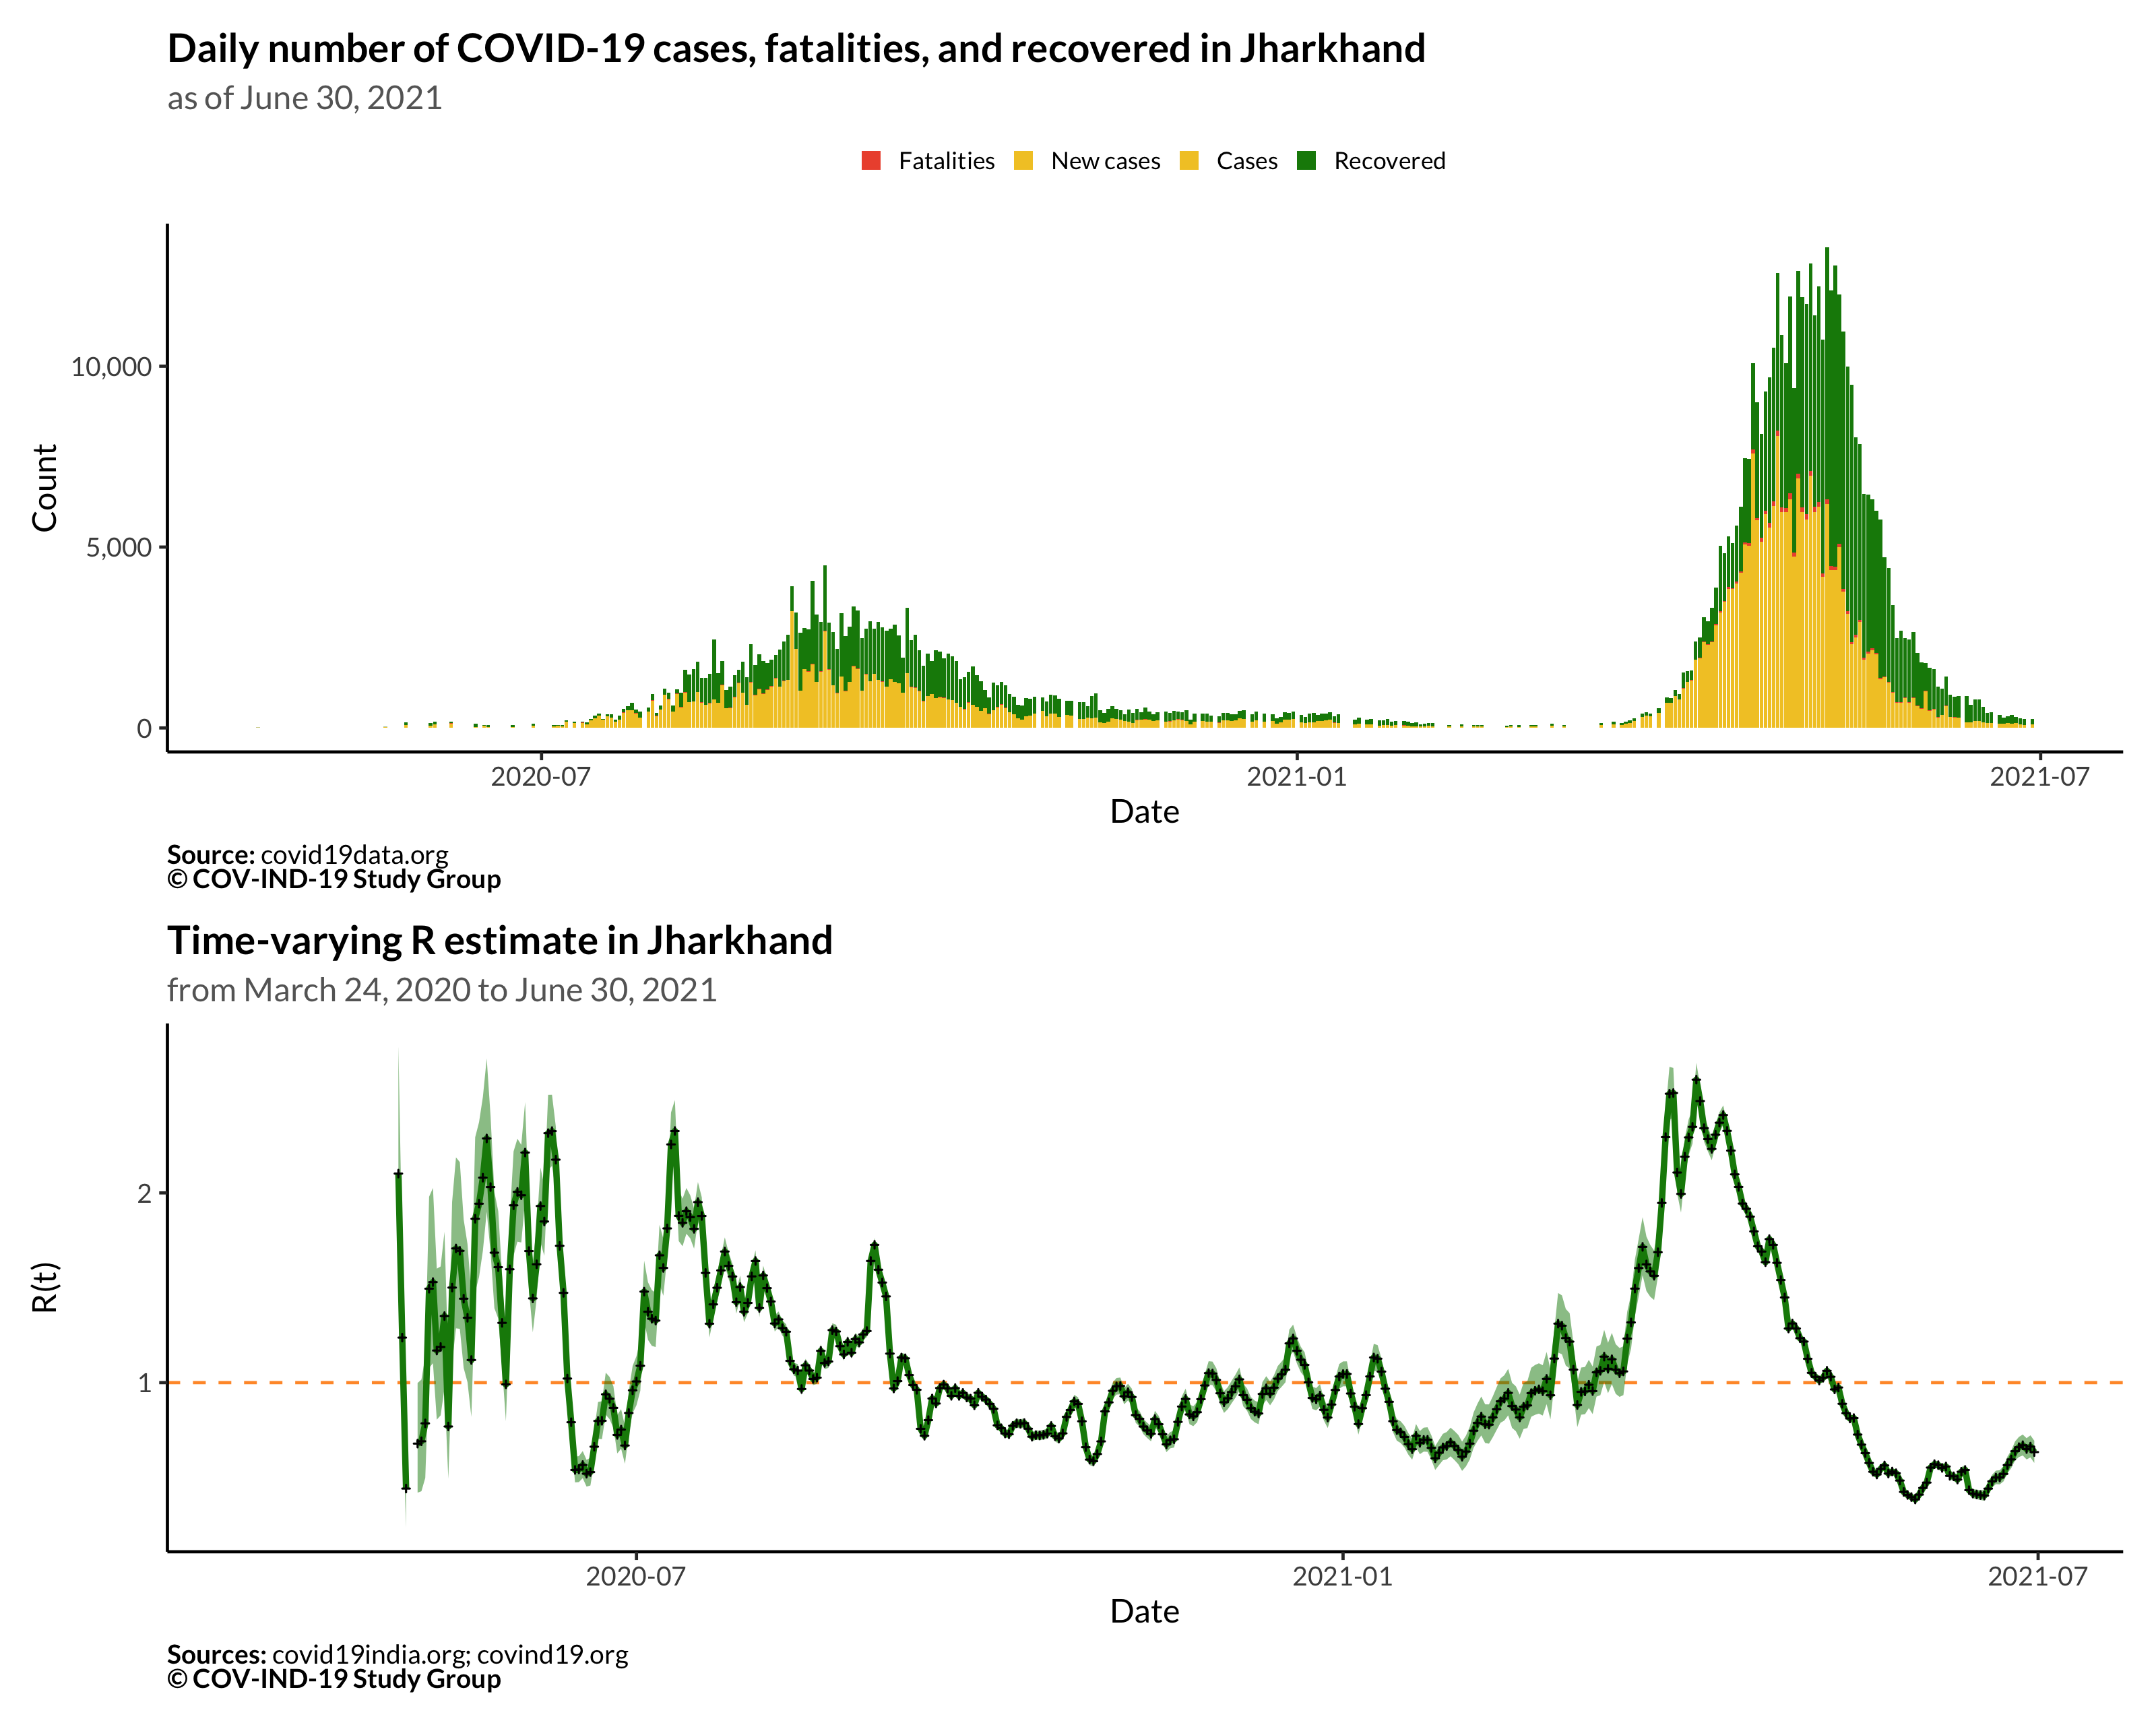 Daily number of COVID-19 cases, fatalities, and recovered in Jharkhand
as of June 30, 2021
Fatalities New cases Cases Recovered
Count
10,000
5,000
0
2020-07 2021-01 2021-07
Date
Source: covid19data.org
© COV-IND-19 Study Group
Time-varying R estimate in Jharkhand
from March 24, 2020 to June 30, 2021
R(t)
2
1
2020-07 2021-01 2021-07
Date
Sources: covid19india.org; covind19.org
© COV-IND-19 Study Group